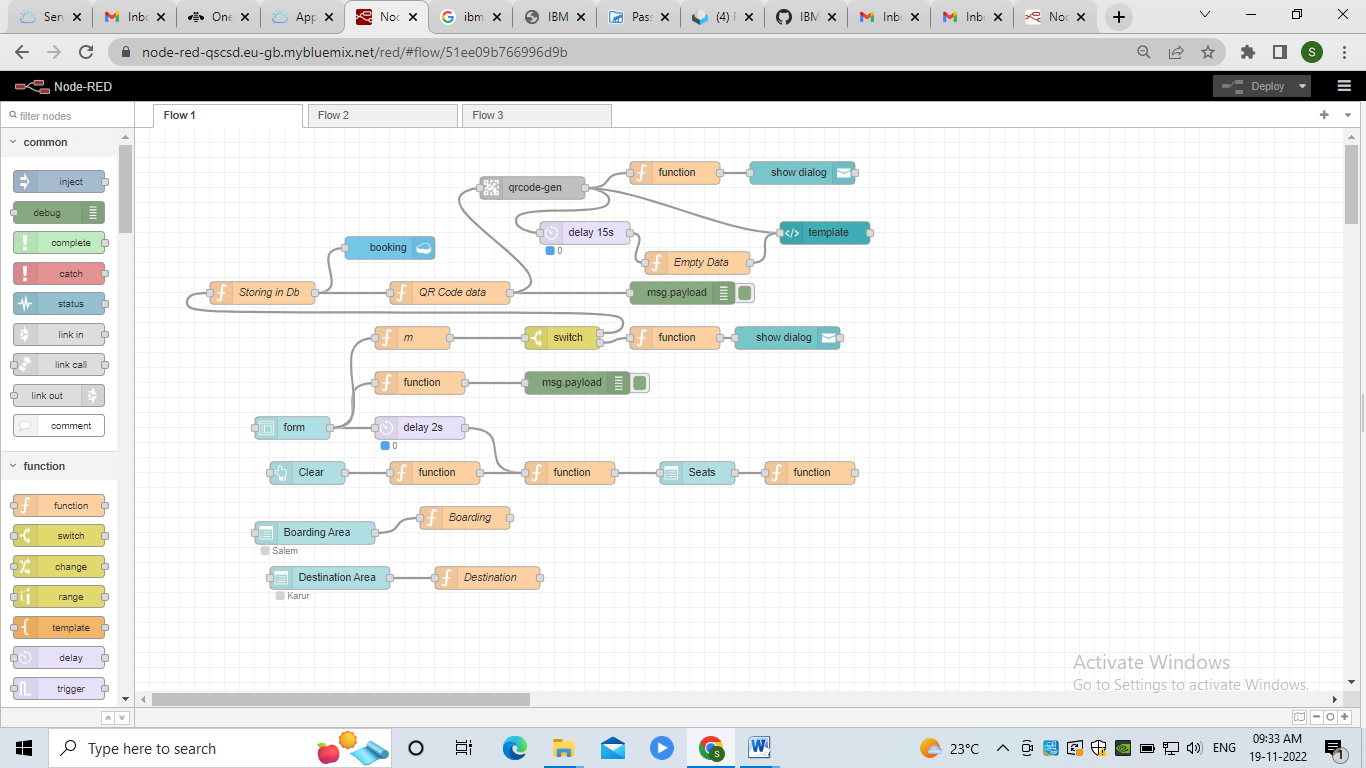 Serv
Inbo
One
App
Noc
ibm
IBM
Pass
(4) F
IBM
Inbo
Inbo
Noc
node-red-qscsd.eu-gb.mybluemix.net/red/#flow/51ee09b766996d9b
S
Node-RED
Deploy
filter nodes
Flow 1
Flow 2
Flow 3
common
inject
debug
complete
catch
status
link in
link call
link out
comment
function
function
switch
change
range
template
delay
trigger
function
show dialog
qrcode-gen
delay 15s
template
0
booking
Empty Data
Storing in Db
QR Code data
msg.payload
m
switch
function
show dialog
function
msg.payload
form
delay 2s
0
Clear
function
function
Seats
function
Boarding
Boarding Area
Salem
Destination Area
Destination
Karur
Activate Windows
Go to Settings to activate Windows.
Type here to search
23°C
ENG
09:33 AM
19-11-2022
1